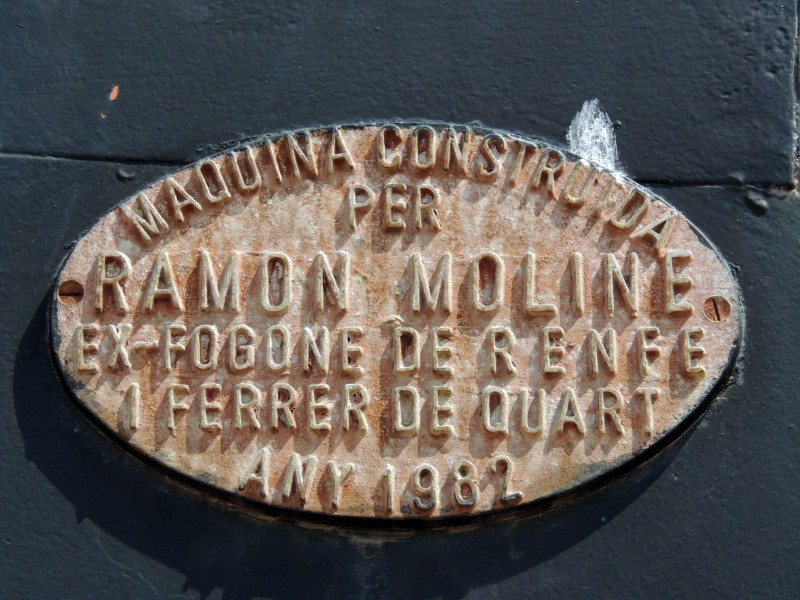 MAQUINA CONSTRUIDA
PER
RAMON MOLINE
EX-FOGONE DE RENFE
I FERRER DE QUART
ANY 1982